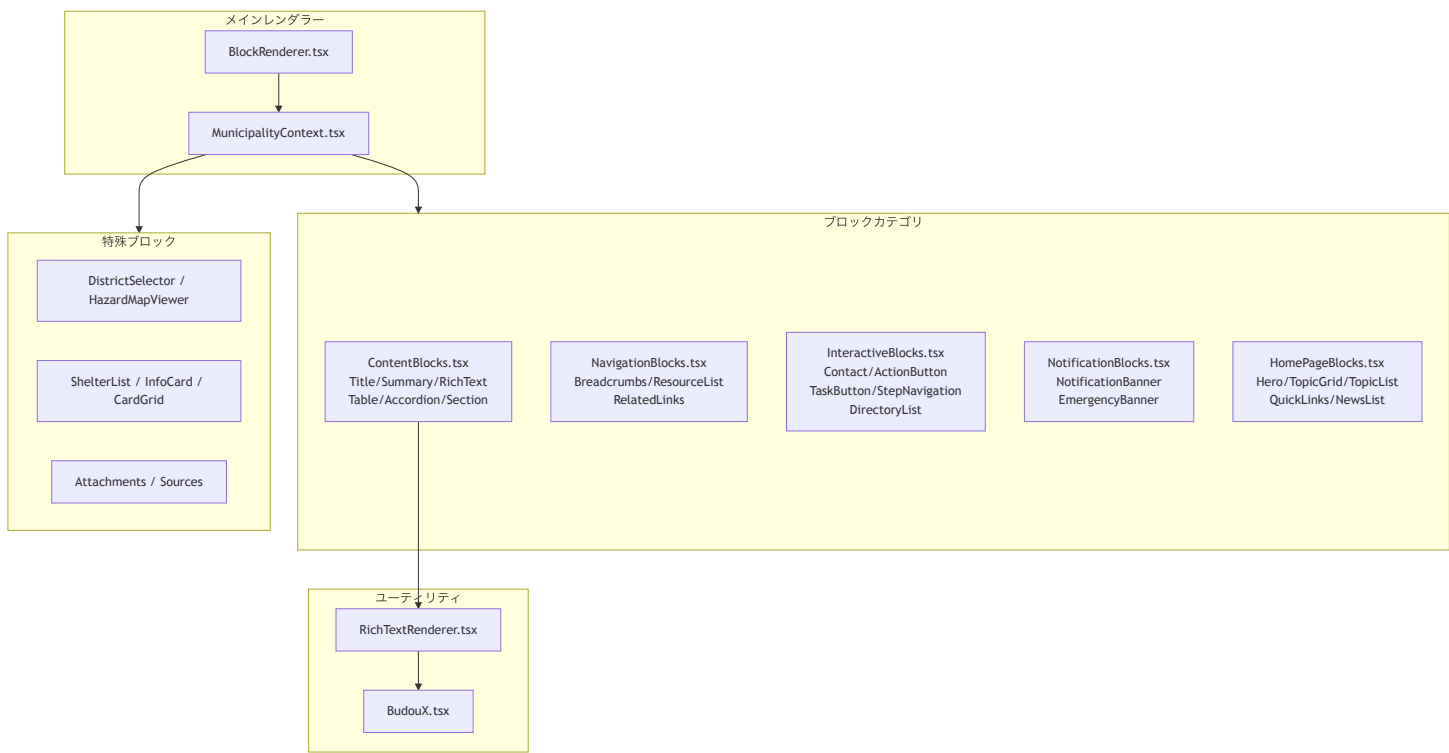 メインレンダラー
BlockRenderer.tsx
MunicipalityContext.tsx
特殊ブロック
DistrictSelector /
HazardMapViewer
ShelterList / InfoCard /
CardGrid
Attachments / Sources
ブロックカテゴリ
ContentBlocks.tsx
Title/Summary/RichText
Table/Accordion/Section
NavigationBlocks.tsx
Breadcrumbs/ResourceList
RelatedLinks
InteractiveBlocks.tsx
Contact/ActionButton
TaskButton/StepNavigation
DirectoryList
NotificationBlocks.tsx
NotificationBanner
EmergencyBanner
HomePageBlocks.tsx
Hero/TopicGrid/TopicList
QuickLinks/NewsList
ユーティリティ
RichTextRenderer.tsx
BudouX.tsx